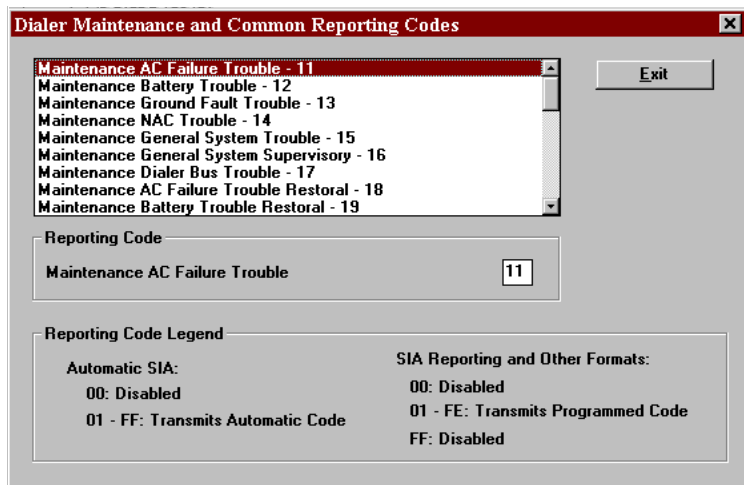 Dialer Maintenance and Common Reporting Codes
Maintenance AC Failure Trouble - 11
Maintenance Battery Trouble - 12
Maintenance Ground Fault Trouble - 13
Maintenance NAC Trouble - 14
Maintenance General System Trouble - 15
Maintenance General System Supervisory - 16
Maintenance Dialer Bus Trouble - 17
Maintenance AC Failure Trouble Restoral - 18
Maintenance Battery Trouble Restoral - 19
Exit
Reporting Code
Maintenance AC Failure Trouble 11
Reporting Code Legend
Automatic SIA:
00: Disabled
01 - FF: Transmits Automatic Code
SIA Reporting and Other Formats:
00: Disabled
01 - FE: Transmits Programmed Code
FF: Disabled